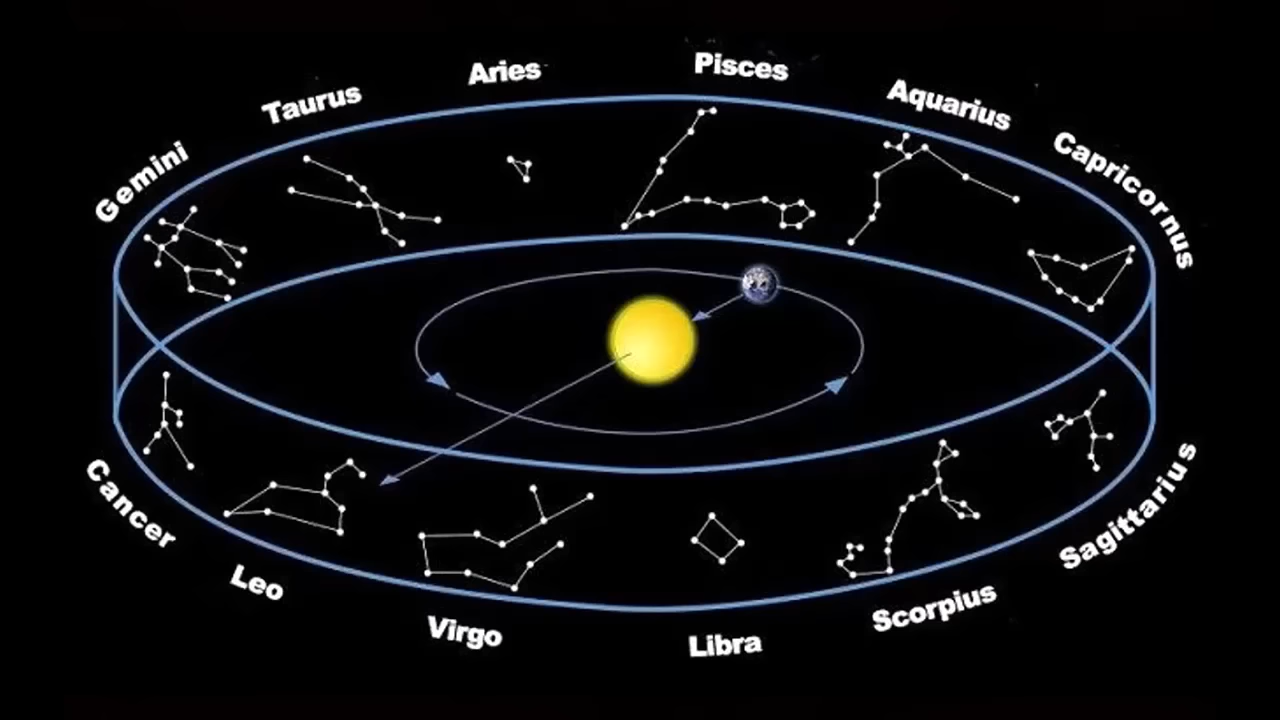 Aries
Pisces
Taurus
Aquarius
Gemini
Capricornus
Cancer
Leo
Virgo
Libra
Scorpius
Sagittarius